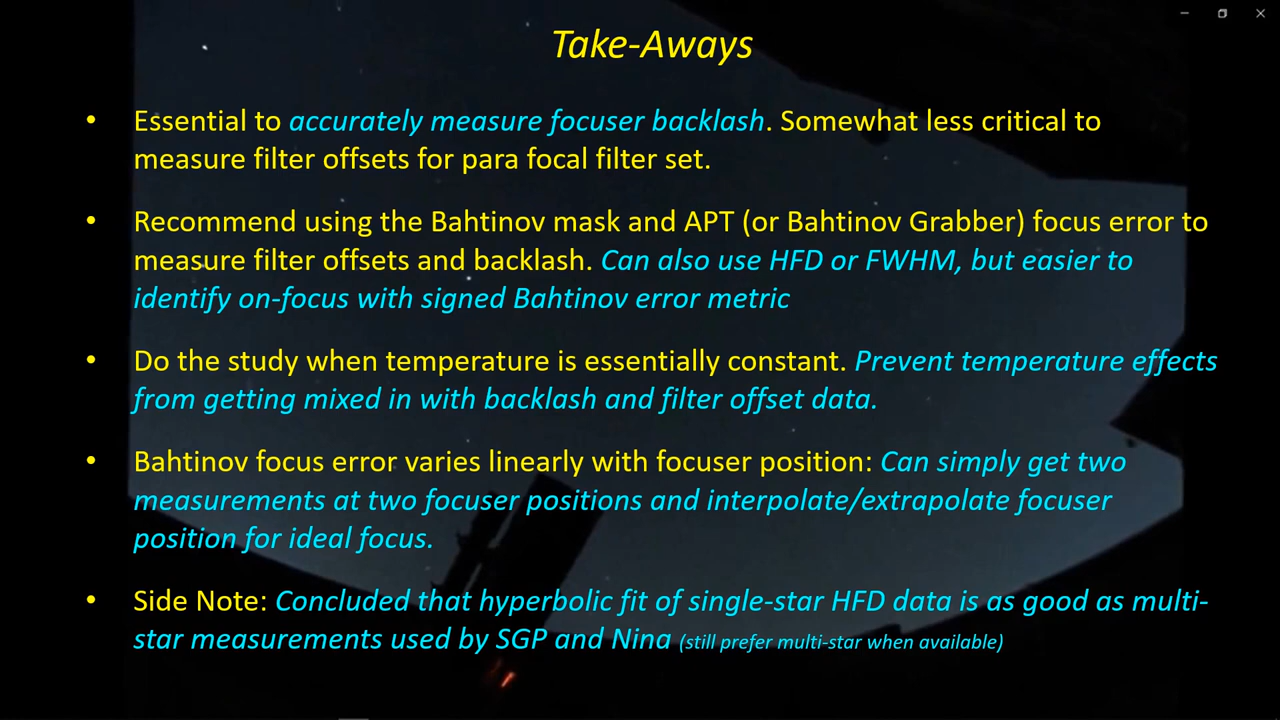 Take-Aways
• Essential to accurately measure focuser backlash. Somewhat less critical to
measure filter offsets for para focal filter set.
• Recommend using the Bahtinov mask and APT (or Bahtinov Grabber) focus error to
measure filter offsets and backlash. Can also use HFD or FWHM, but easier to
identify on-focus with signed Bahtinov error metric
• Do the study when temperature is essentially constant. Prevent temperature effects
from getting mixed in with backlash and filter offset data.
• Bahtinov focus error varies linearly with focuser position: Can simply get two
measurements at two focuser positions and interpolate/extrapolate focuser
position for ideal focus.
• Side Note: Concluded that hyperbolic fit of single-star HFD data is as good as multi-
star measurements used by SGP and Nina (still prefer multi-star when available)